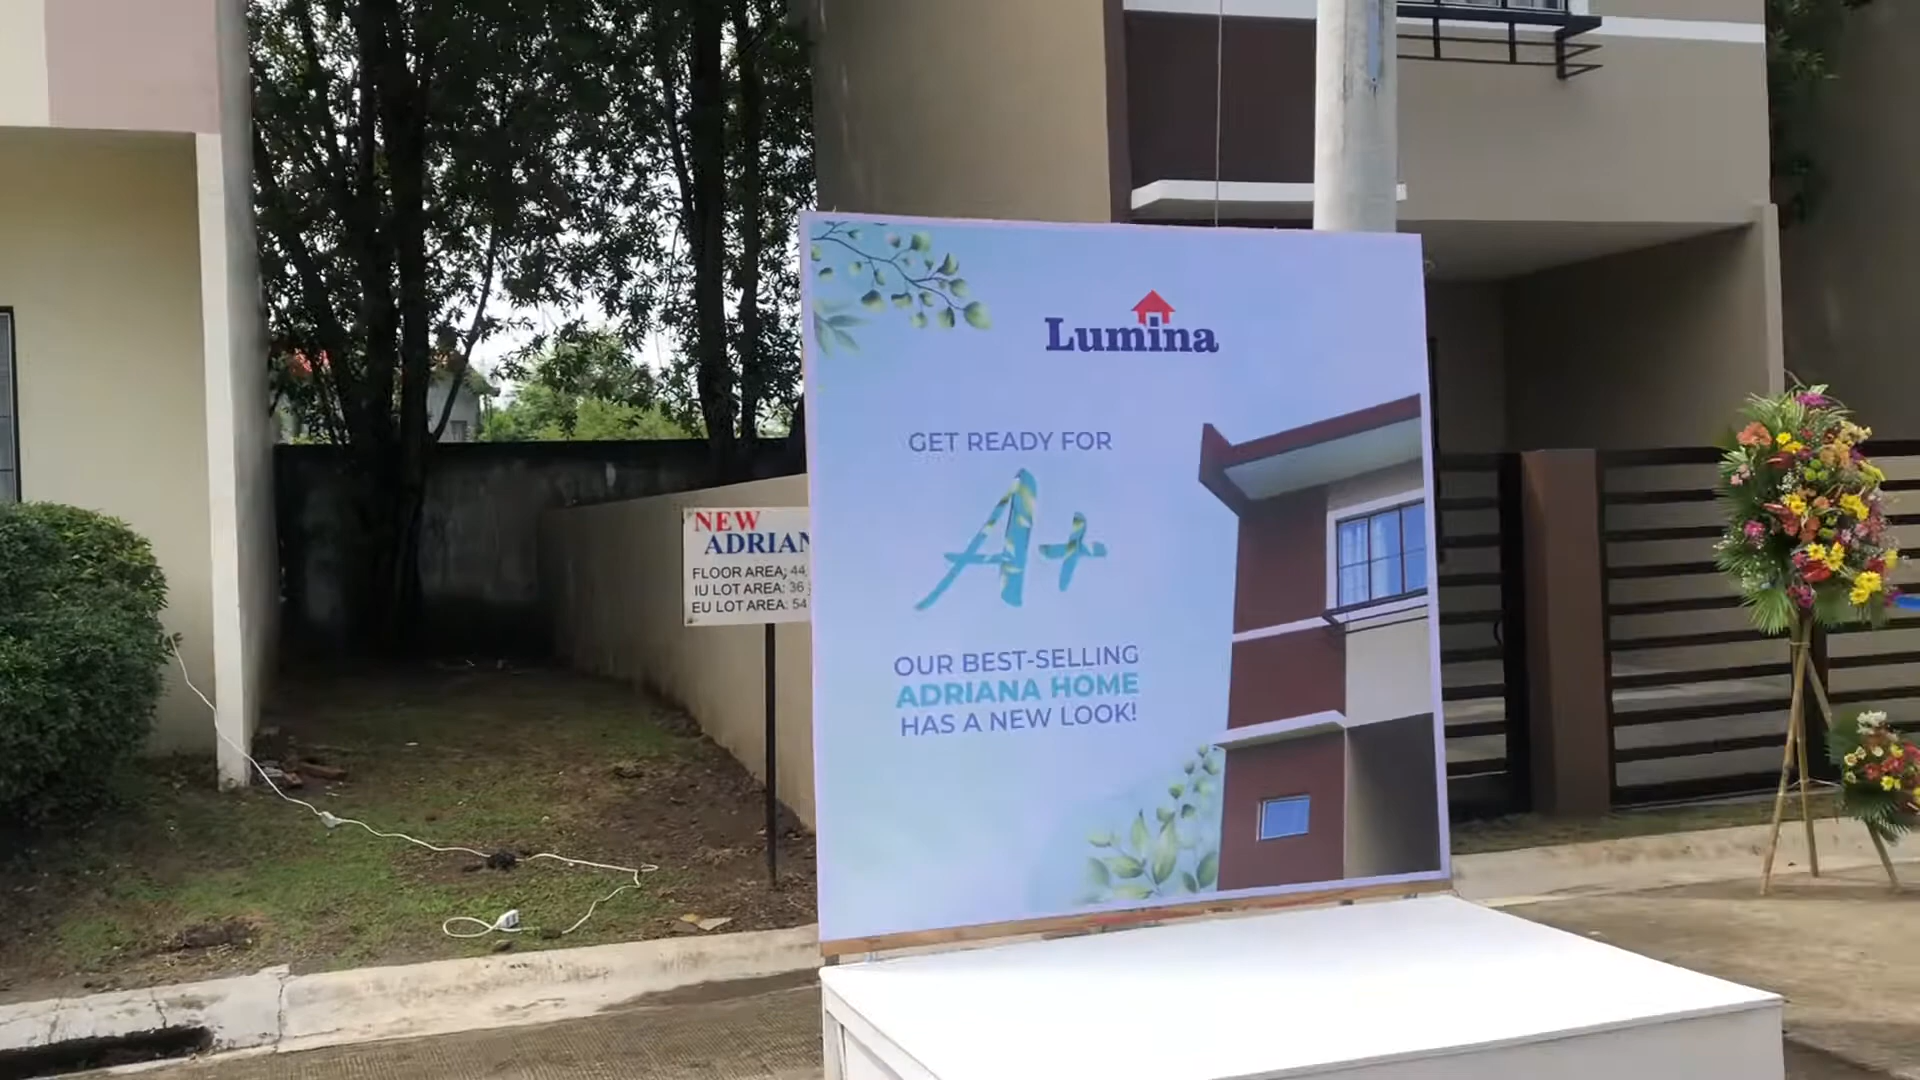 Lumina
GET READY FOR
A+
OUR BEST-SELLING
ADRIANA HOME
HAS A NEW LOOK!
NEW
ADRIAN
FLOOR AREA: 44
IU LOT AREA: 36
EU LOT AREA: 54